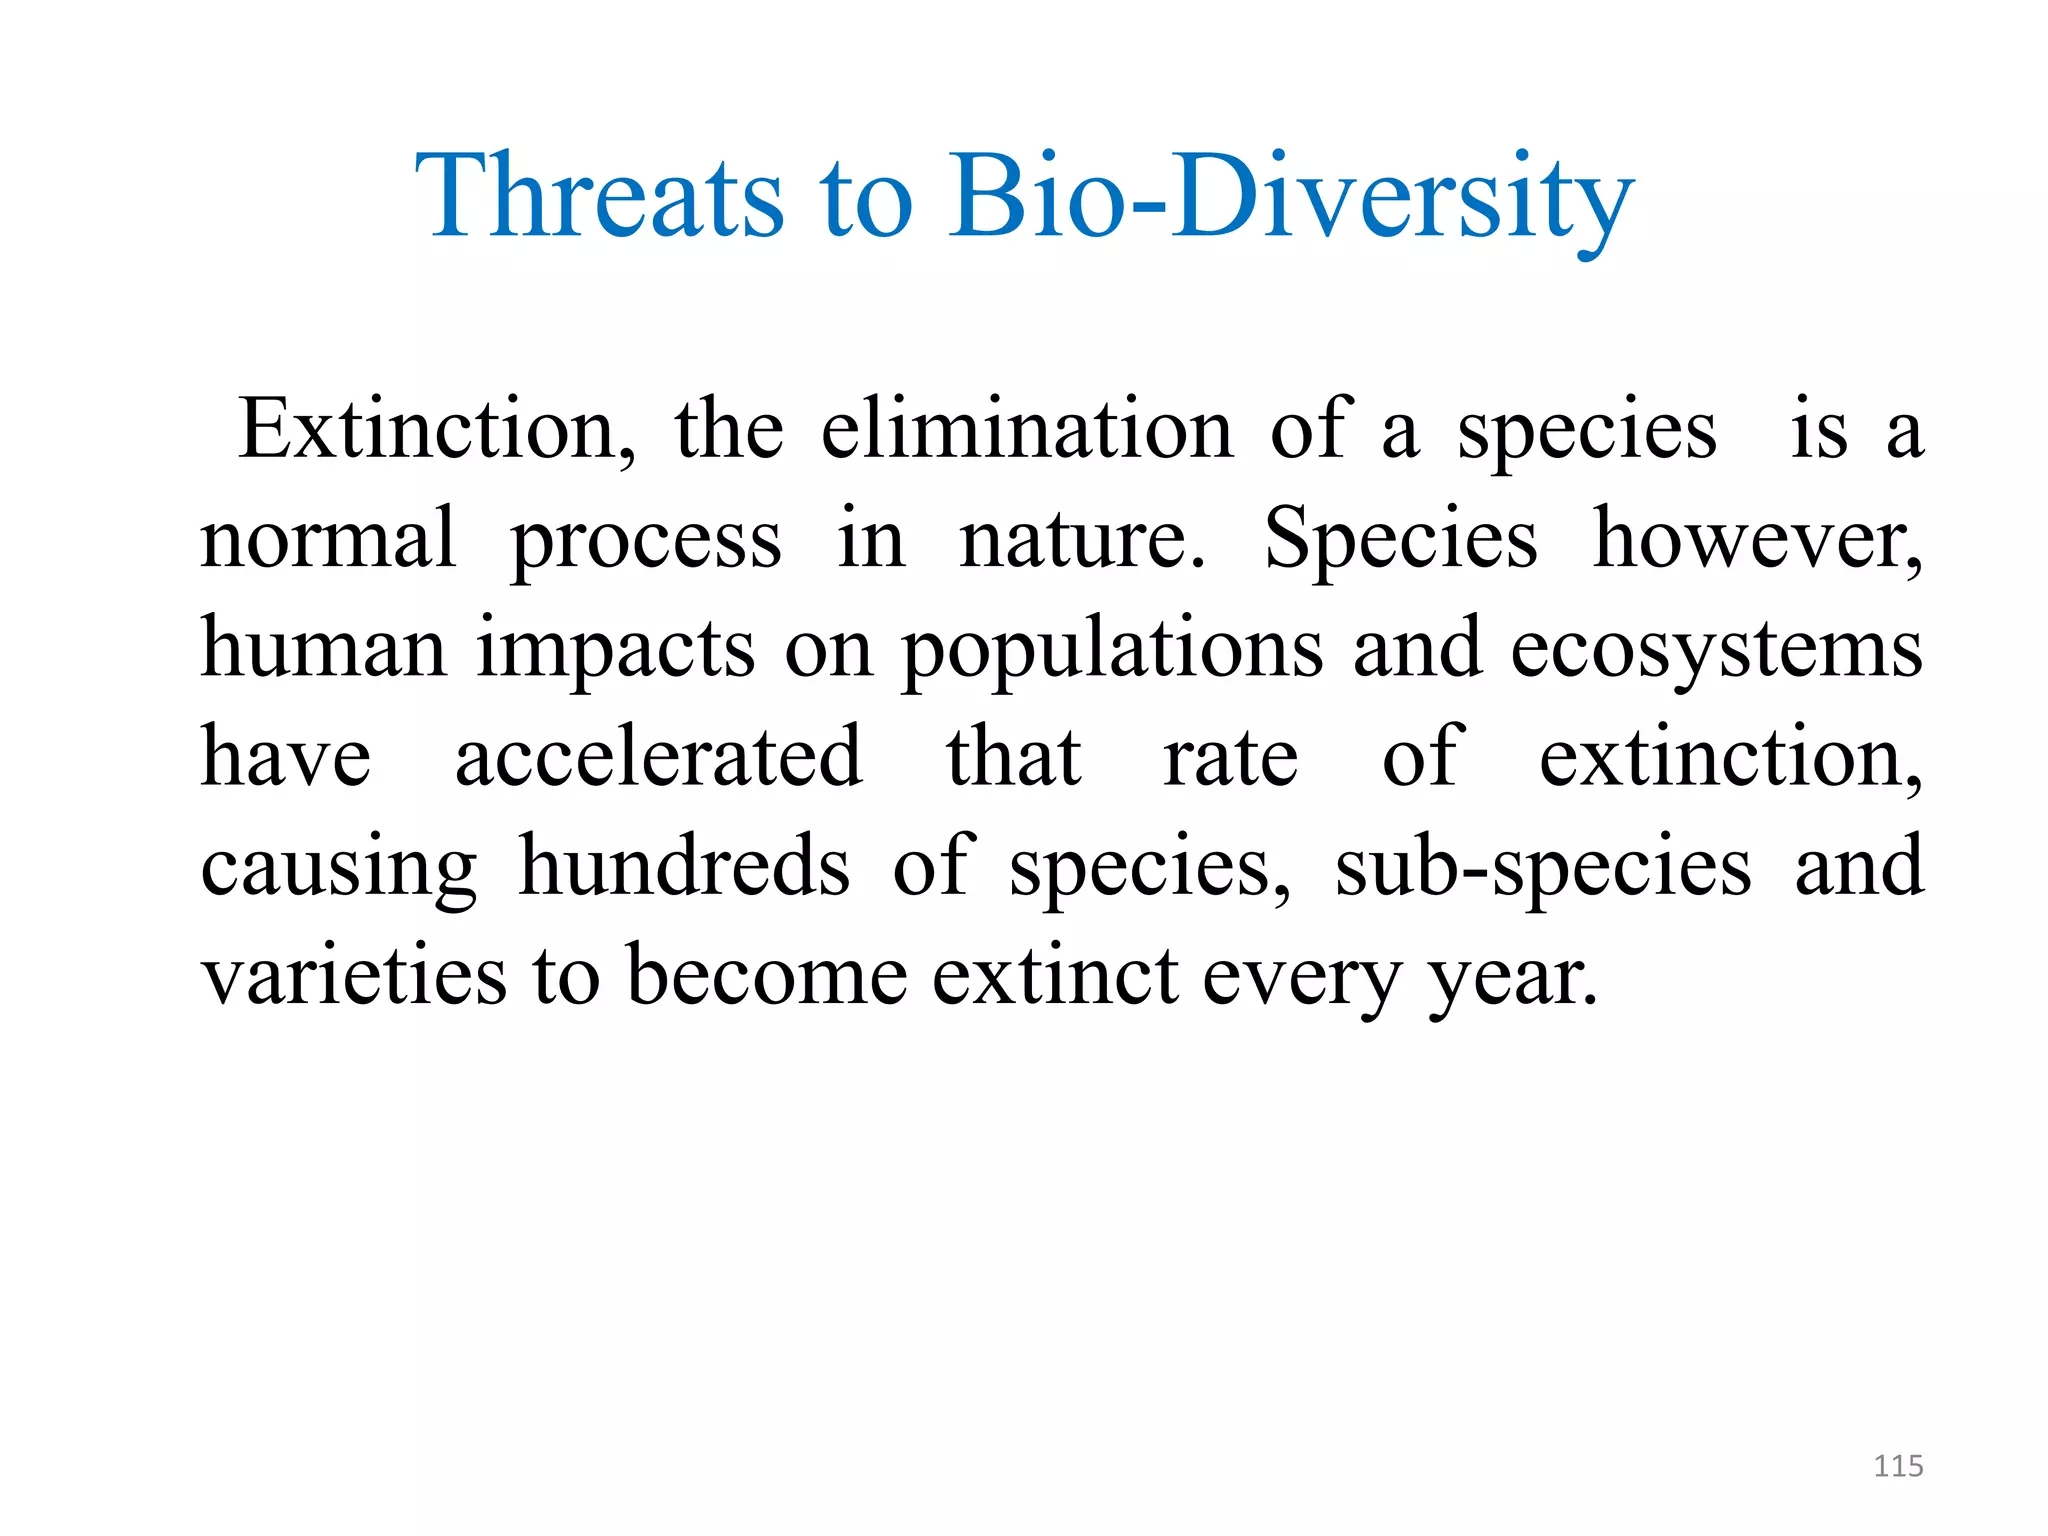 Threats to Bio-Diversity
Extinction, the elimination of a species is a
normal process in nature. Species however,
human impacts on populations and ecosystems
have accelerated that rate of extinction,
causing hundreds of species, sub-species and
varieties to become extinct every year.
115